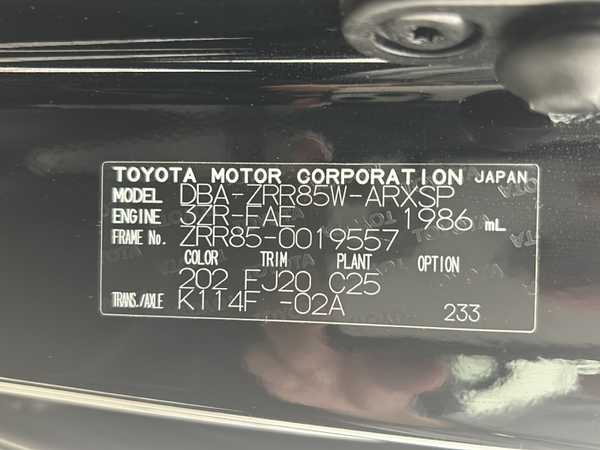 TOYOTA MOTOR CORPORATION JAPAN
MODEL DBA-ZRR85W-ARXSP
ENGINE 3ZR-FAE 1986 mL
FRAME No. ZRR85-0019557
COLOR TRIM PLANT OPTION
202 FJ20 C25
TRANS./AXLE K114F -02A 233